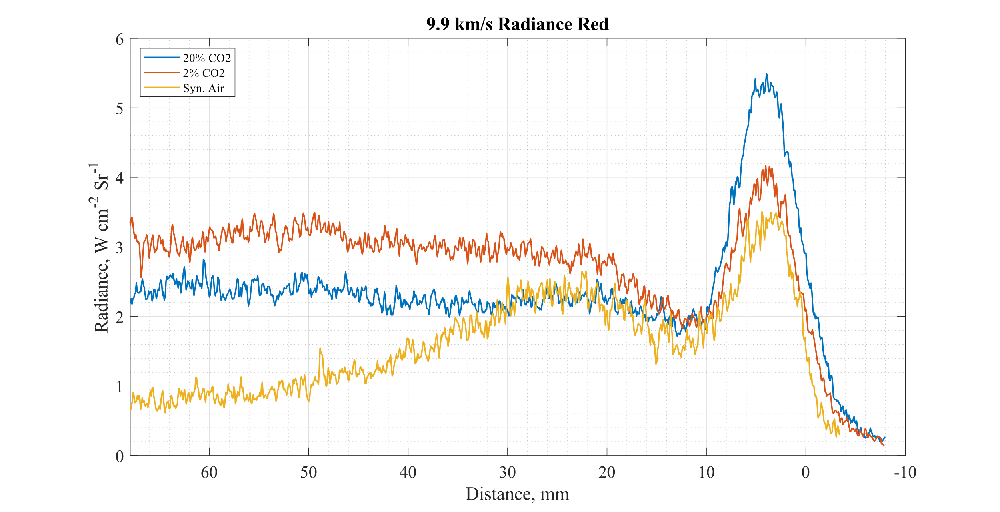 9.9 km/s Radiance Red
20% CO2
2% CO2
Syn. Air
Radiance, W cm-2 Sr-1
6
5
4
3
2
1
0
60 50 40 30 20 10 0 -10
Distance, mm